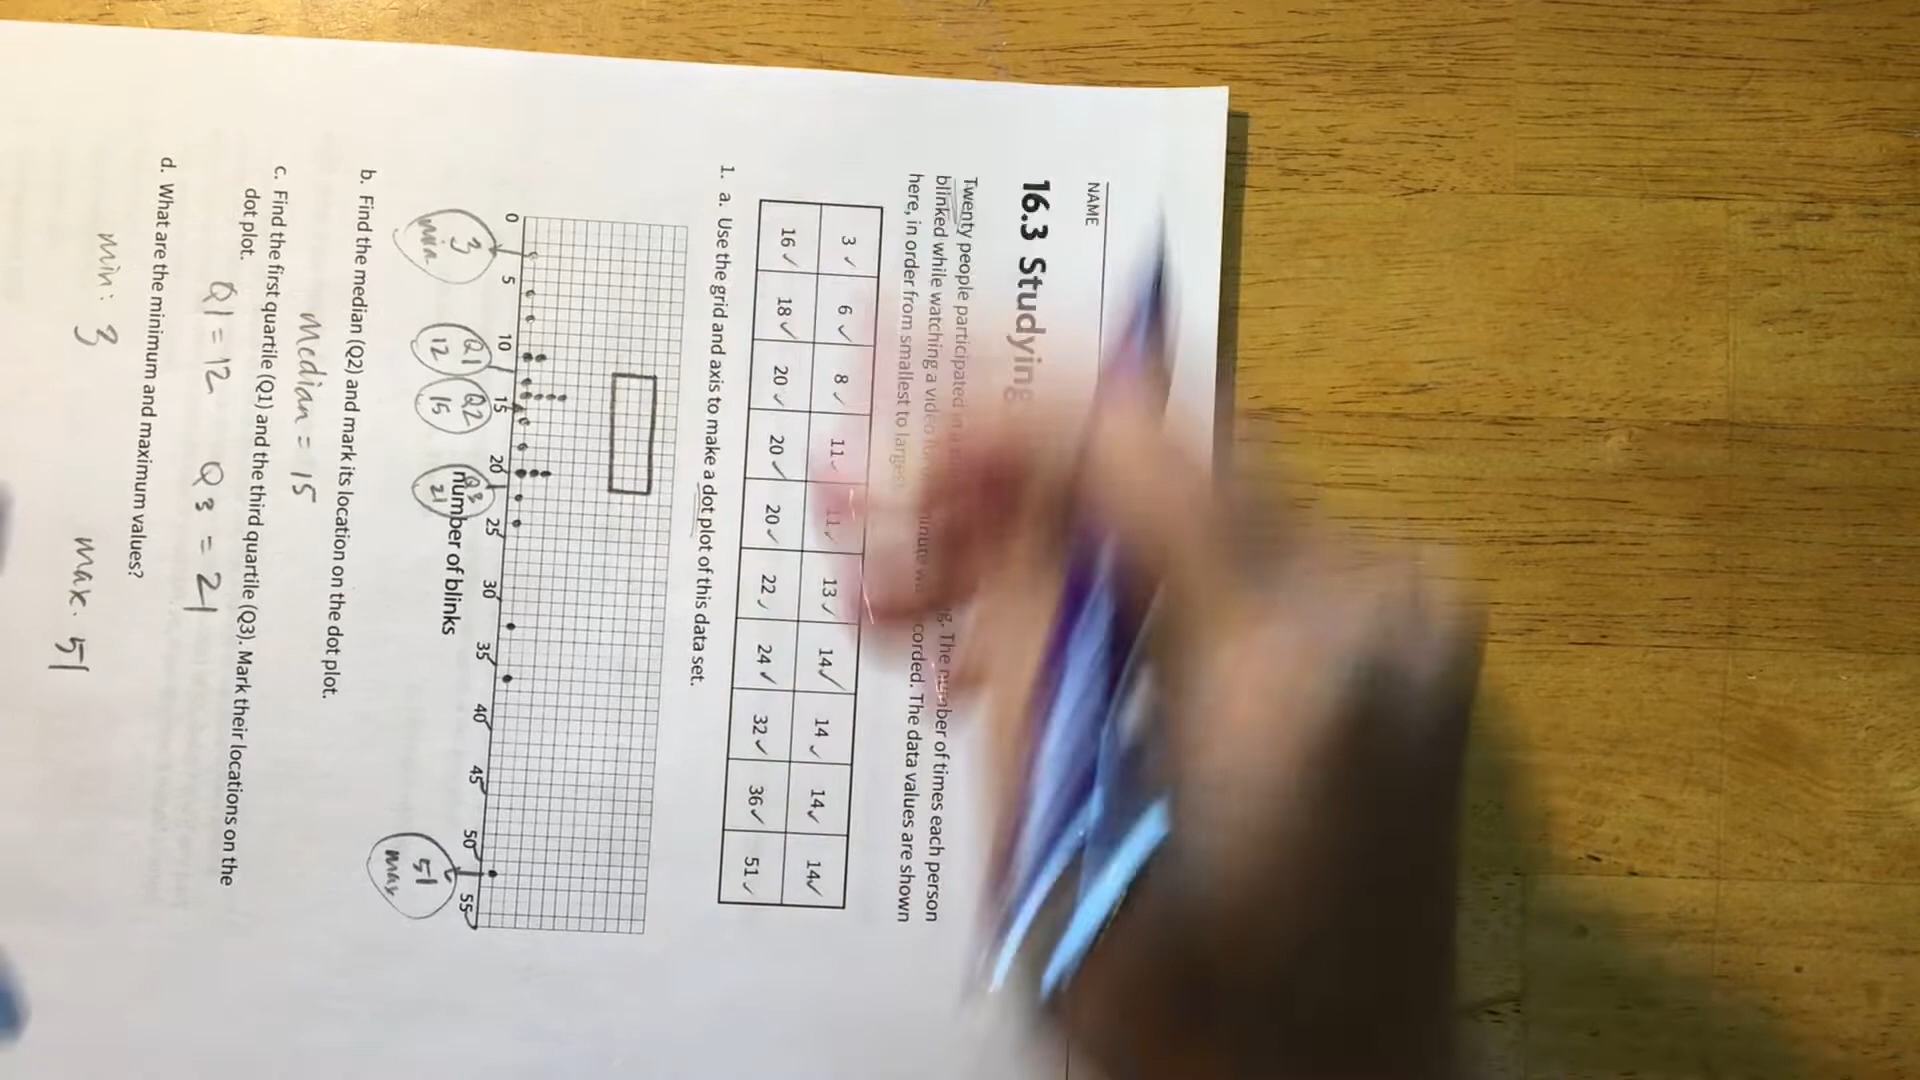 NAME
16.3 Studying
Twenty people participated in a The number of times each person
blinked while watching a video for minute was recorded. The data values are shown
here, in order from smallest to largest
3 ✓ 6 ✓ 8 ✓ 11 ✓ 11 ✓ 13 ✓ 14 ✓ 14 ✓ 14 ✓ 14 ✓
16 ✓ 18 ✓ 20 ✓ 20 ✓ 20 ✓ 22 ✓ 24 ✓ 32 ✓ 36 ✓ 51 ✓
1. a. Use the grid and axis to make a dot plot of this data set.
0 5 10 15 20 25 30 35 40 45 50 55
3 min
Q1 12
Q2 15
Q3 21
51 max
number of blinks
b. Find the median (Q2) and mark its location on the dot plot.
median = 15
c. Find the first quartile (Q1) and the third quartile (Q3). Mark their locations on the
dot plot.
Q1 = 12 Q3 = 21
d. What are the minimum and maximum values?
min: 3 max. 51